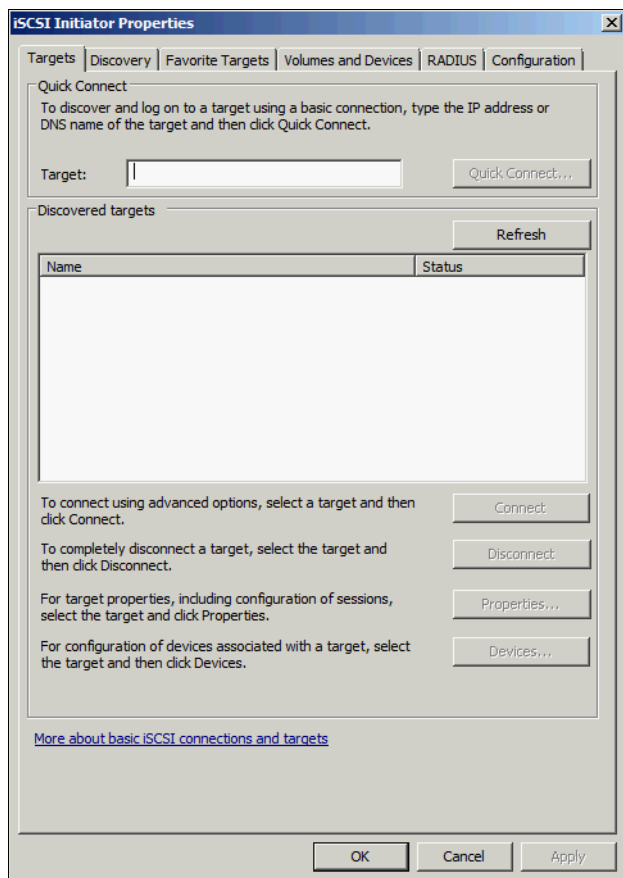 iSCSI Initiator Properties
Targets Discovery Favorite Targets Volumes and Devices RADIUS Configuration
Quick Connect
To discover and log on to a target using a basic connection, type the IP address or
DNS name of the target and then click Quick Connect.
Target: Quick Connect...
Discovered targets
Refresh
Name Status
To connect using advanced options, select a target and then
click Connect.
Connect
To completely disconnect a target, select the target and
then click Disconnect.
Disconnect
For target properties, including configuration of sessions,
select the target and click Properties.
Properties...
For configuration of devices associated with a target, select
the target and then click Devices.
Devices...
More about basic iSCSI connections and targets
OK Cancel Apply